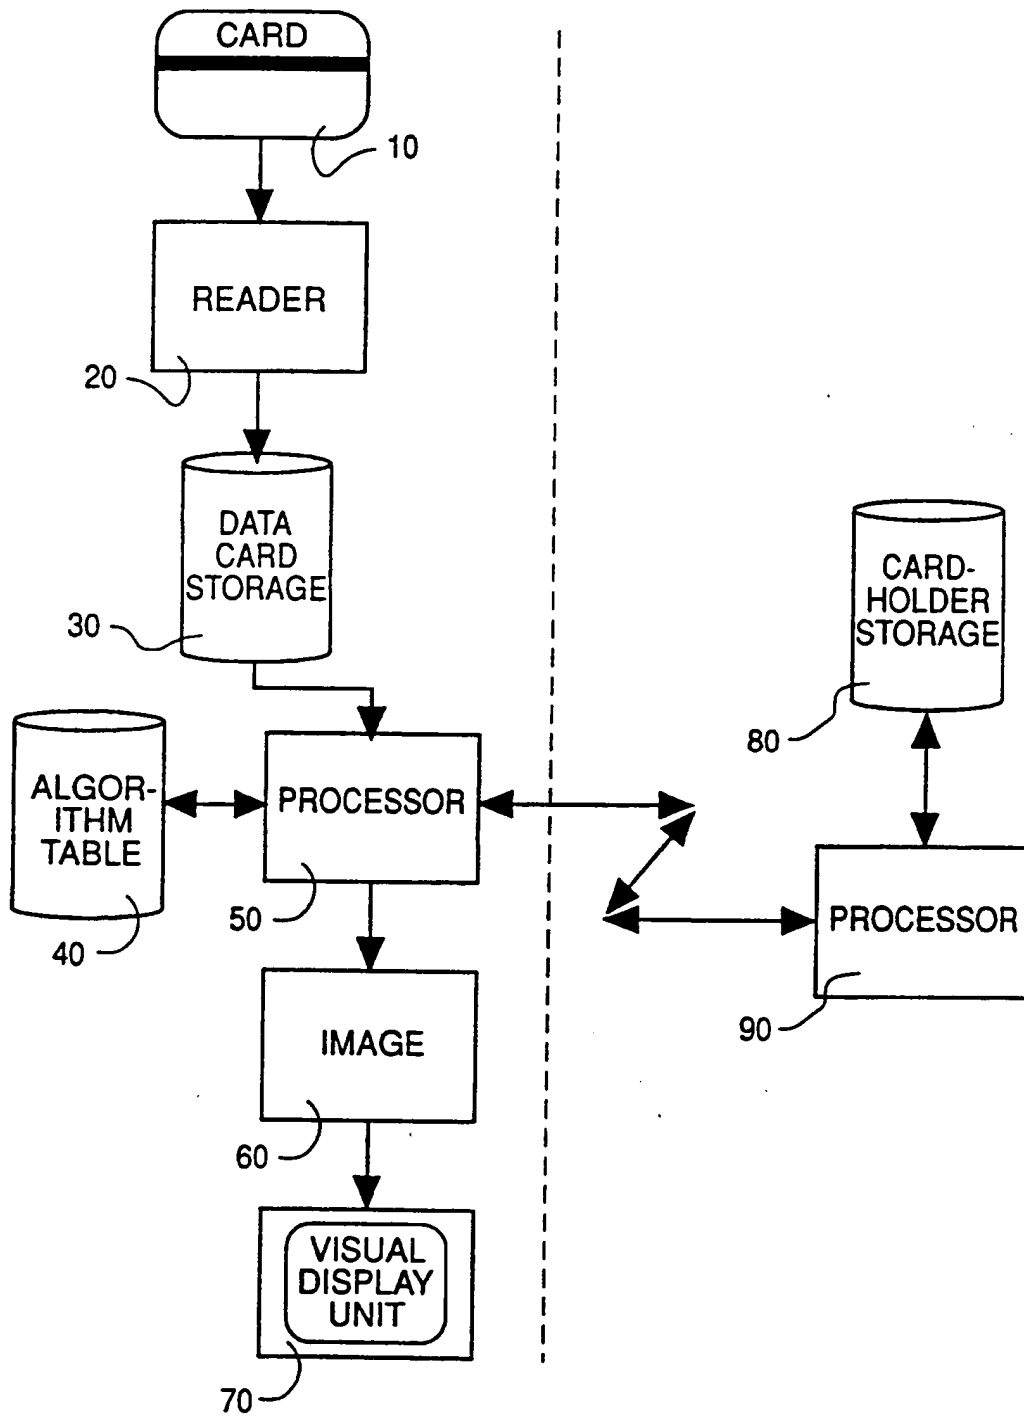 CARD
10
READER
20
DATA
CARD
STORAGE
30
CARD-
HOLDER
STORAGE
80
ALGOR-
ITHM
TABLE
40
PROCESSOR
50
PROCESSOR
90
IMAGE
60
VISUAL
DISPLAY
UNIT
70